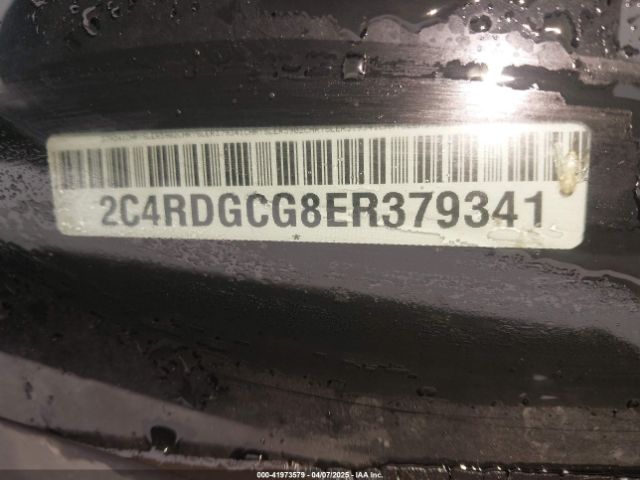 2C4RDGCG8ER379341
*
000-41973579 | 04/07/2025 - IAA Inc.